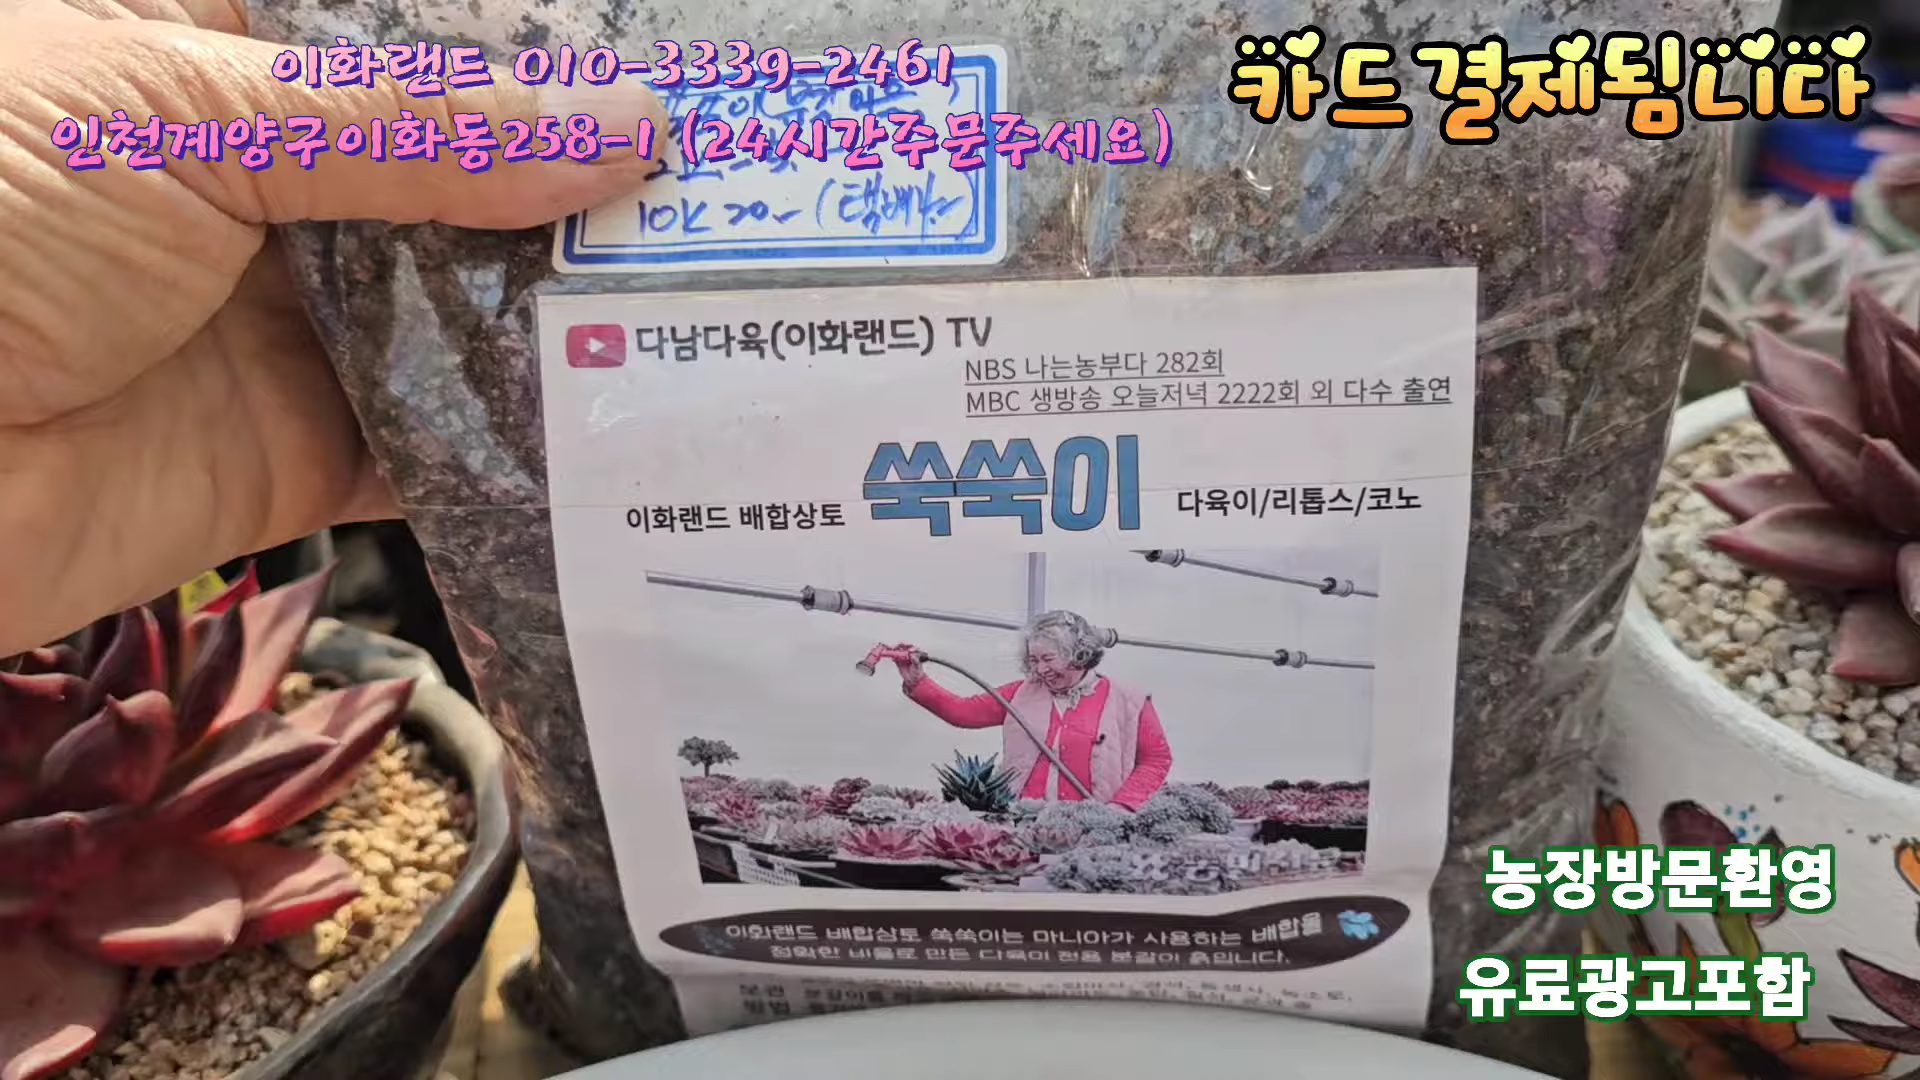 이화랜드 010-3339-2461
인천계양구이화동258-1 (24시간주문주세요)
카드결제됩니다
10K 20- (택배
다남다육(이화랜드) TV
NBS 나는농부다 282회
MBC 생방송 오늘저녁 2222회 외 다수 출연
이화랜드 배합상토 쑥쑥이 다육이/리톱스/코노
이화랜드 배합상토 쑥쑥이는 마니아가 사용하는 배합을
정확한 비율로 만든 다육이 전용 분갈이 흙입니다.
농장방문환영
유료광고포함